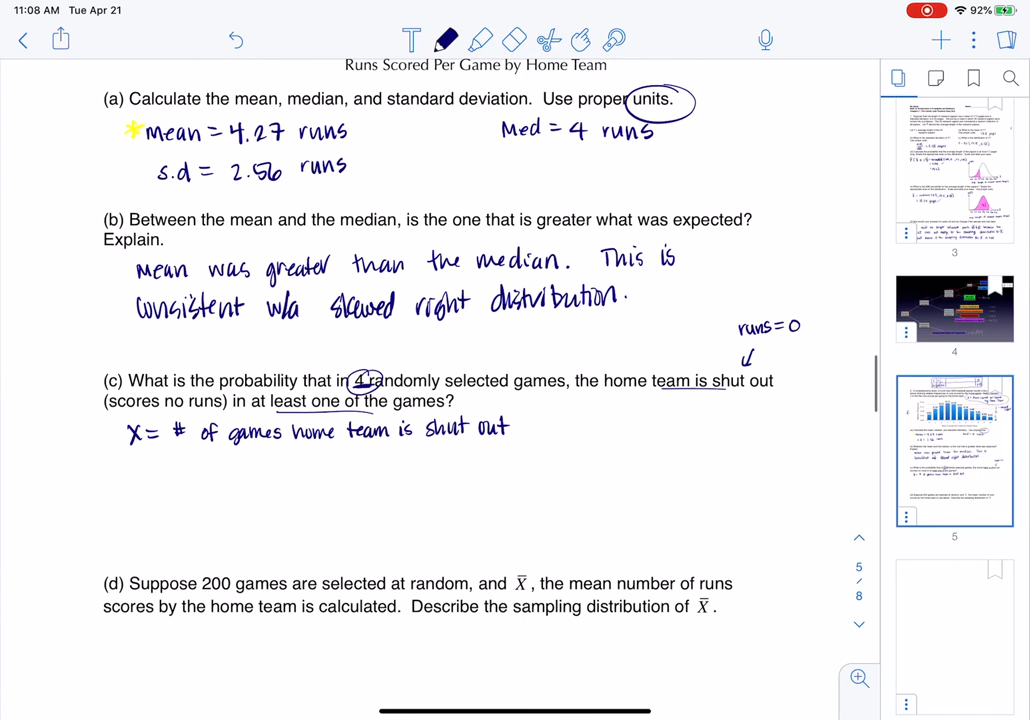 11:08 AM Tue Apr 21
92%
Runs Scored Per Game by Home Team
(a) Calculate the mean, median, and standard deviation. Use proper units.
mean = 4.27 runs
Med = 4 runs
s.d = 2.56 runs
(b) Between the mean and the median, is the one that is greater what was expected?
Explain.
Mean was greater than the median. This is
consistent w/a skewed right distribution.
runs = 0
(c) What is the probability that in 4 randomly selected games, the home team is shut out
(scores no runs) in at least one of the games?
X = # of games home team is shut out
(d) Suppose 200 games are selected at random, and X̄, the mean number of runs
scores by the home team is calculated. Describe the sampling distribution of X̄.
5
/
8
3
4
5